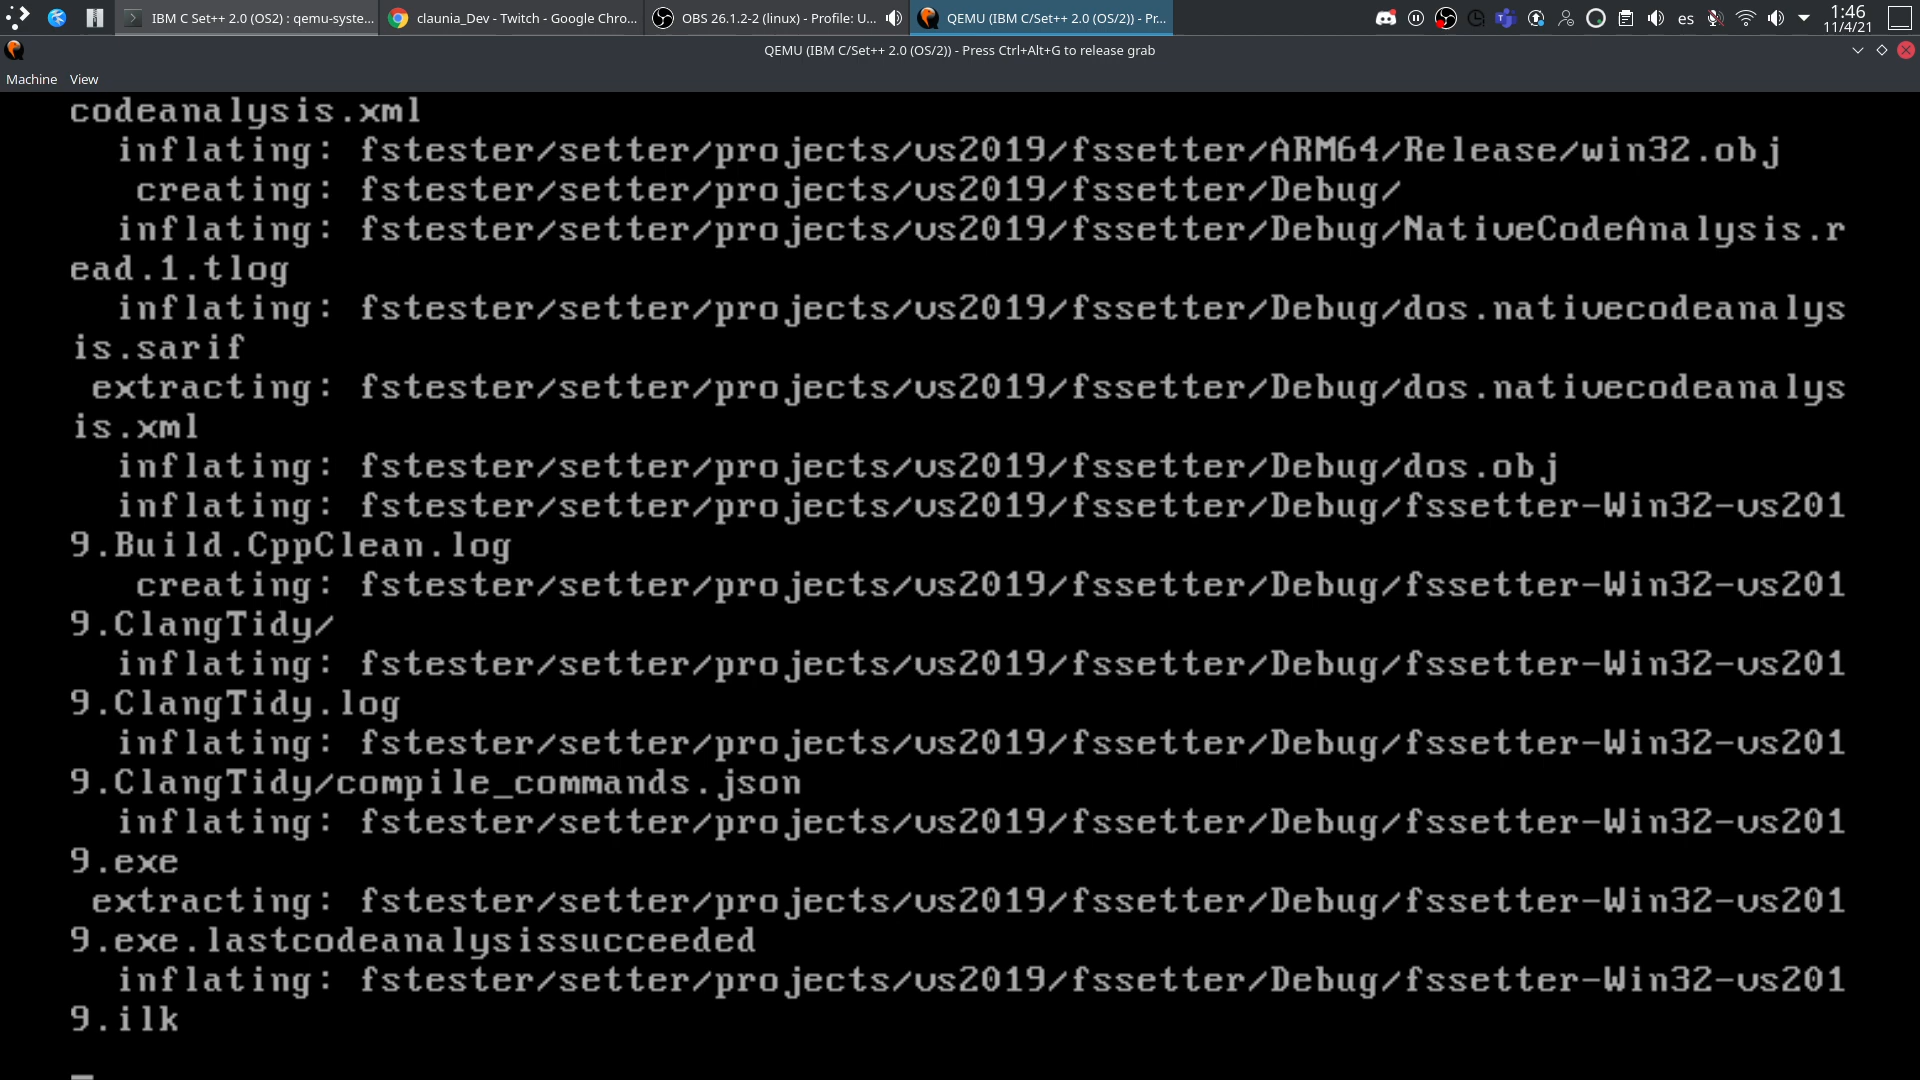 IBM C Set++ 2.0 (OS2) : qemu-syste...
claunia_Dev - Twitch - Google Chro...
OBS 26.1.2-2 (linux) - Profile: U...
QEMU (IBM C/Set++ 2.0 (OS/2)) - Pr...
es
1:46
11/4/21
QEMU (IBM C/Set++ 2.0 (OS/2)) - Press Ctrl+Alt+G to release grab
Machine View
codeanalysis.xml
inflating: fstester/setter/projects/vs2019/fssetter/ARM64/Release/win32.obj
creating: fstester/setter/projects/vs2019/fssetter/Debug/
inflating: fstester/setter/projects/vs2019/fssetter/Debug/NativeCodeAnalysis.r
ead.1.tlog
inflating: fstester/setter/projects/vs2019/fssetter/Debug/dos.nativecodeanalys
is.sarif
extracting: fstester/setter/projects/vs2019/fssetter/Debug/dos.nativecodeanalys
is.xml
inflating: fstester/setter/projects/vs2019/fssetter/Debug/dos.obj
inflating: fstester/setter/projects/vs2019/fssetter/Debug/fssetter-Win32-vs201
9.Build.CppClean.log
creating: fstester/setter/projects/vs2019/fssetter/Debug/fssetter-Win32-vs201
9.ClangTidy/
inflating: fstester/setter/projects/vs2019/fssetter/Debug/fssetter-Win32-vs201
9.ClangTidy.log
inflating: fstester/setter/projects/vs2019/fssetter/Debug/fssetter-Win32-vs201
9.ClangTidy/compile_commands.json
inflating: fstester/setter/projects/vs2019/fssetter/Debug/fssetter-Win32-vs201
9.exe
extracting: fstester/setter/projects/vs2019/fssetter/Debug/fssetter-Win32-vs201
9.exe.lastcodeanalysissucceeded
inflating: fstester/setter/projects/vs2019/fssetter/Debug/fssetter-Win32-vs201
9.ilk